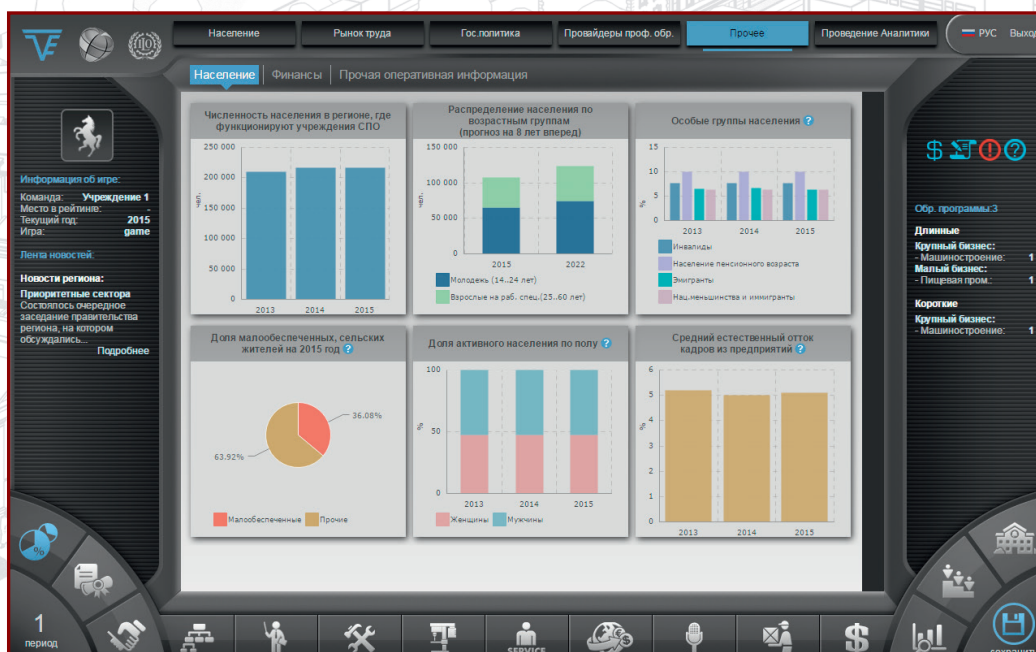 Население
Рынок труда
Гос.политика
Провайдеры проф. обр.
Прочее
Проведение Аналитики
РУС
Выход
Население
Финансы
Прочая оперативная информация
Информация об игре:
Команда: Учреждение 1
Место в рейтинге: -
Текущий год: 2015
Игра: game
Лента новостей:
Новости региона:
Приоритетные сектора
Состоялось очередное
заседание правительства
региона, на котором
обсуждались...
Подробнее
Численность населения в регионе, где
функционируют учреждения СПО
250 000
200 000
150 000
100 000
50 000
0
чел.
2013 2014 2015
Распределение населения по
возрастным группам
(прогноз на 8 лет вперед)
150 000
100 000
50 000
0
чел.
2015 2022
Молодежь (14..24 лет)
Взрослые на раб. спец.(25..60 лет)
Особые группы населения ?
15
10
5
0
%
2013 2014 2015
Инвалиды
Население пенсионного возраста
Эмигранты
Нац.меньшинства и иммигранты
Доля малообеспеченных, сельских
жителей на 2015 год ?
36.08%
63.92%
Малообеспеченные Прочие
Доля активного населения по полу ?
100
50
0
%
2013 2014 2015
Женщины Мужчины
Средний естественный отток
кадров из предприятий ?
6
5
4
3
2
1
0
%
2013 2014 2015
Обр. программы:3
Длинные
Крупный бизнес:
- Машиностроение: 1
Малый бизнес:
- Пищевая пром.: 1
Короткие
Крупный бизнес:
- Машиностроение: 1
%
1
период
SERVICE